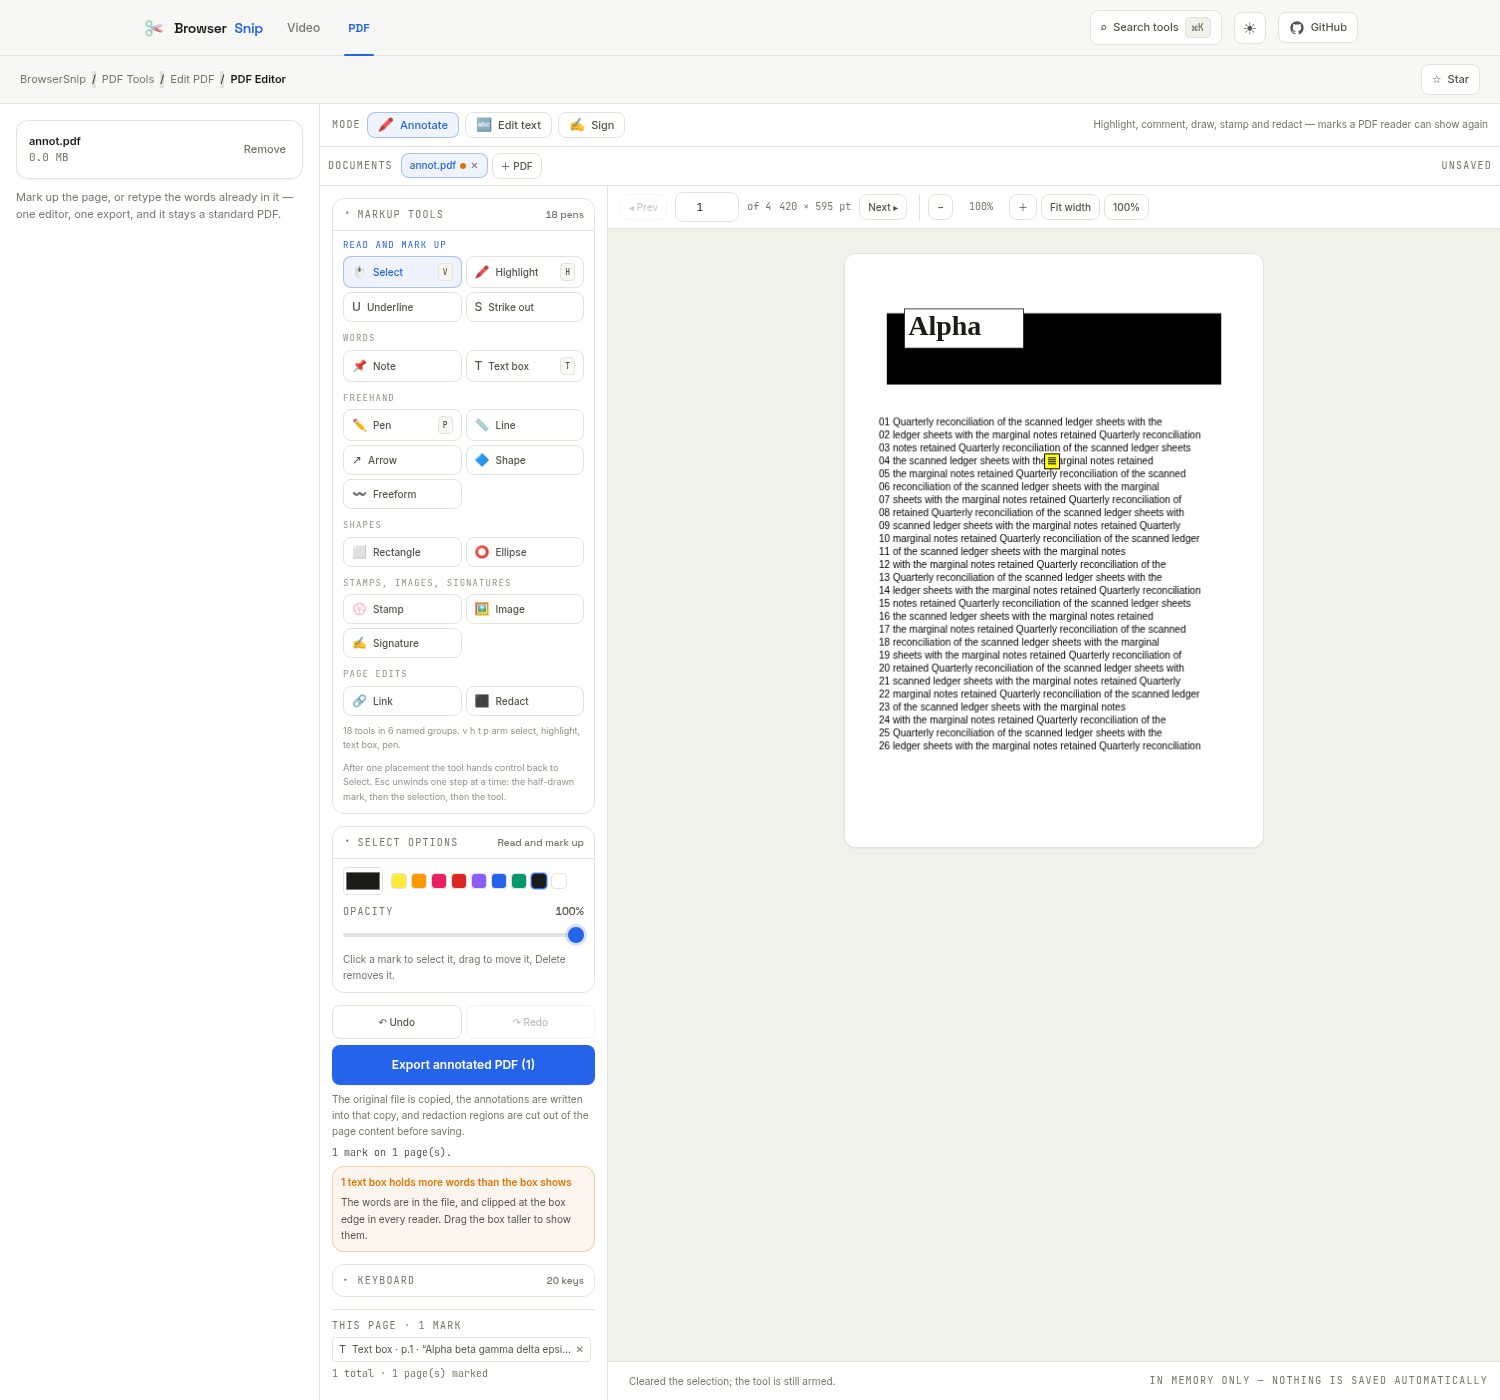 Browser Snip
Video
PDF
Search tools ⌘K
GitHub
BrowserSnip / PDF Tools / Edit PDF / PDF Editor
☆ Star
annot.pdf
0.0 MB
Remove
Mark up the page, or retype the words already in it —
one editor, one export, and it stays a standard PDF.
MODE
Annotate
Edit text
Sign
Highlight, comment, draw, stamp and redact — marks a PDF reader can show again
DOCUMENTS
annot.pdf ×
+ PDF
UNSAVED
MARKUP TOOLS
18 pens
READ AND MARK UP
Select V
Highlight H
U Underline
S Strike out
WORDS
Note
T Text box T
FREEHAND
Pen P
Line
↗ Arrow
Shape
Freeform
SHAPES
Rectangle
Ellipse
STAMPS, IMAGES, SIGNATURES
Stamp
Image
Signature
PAGE EDITS
Link
Redact
18 tools in 6 named groups. v h t p arm select, highlight,
text box, pen.
After one placement the tool hands control back to
Select. Esc unwinds one step at a time: the half-drawn
mark, then the selection, then the tool.
SELECT OPTIONS
Read and mark up
OPACITY
100%
Click a mark to select it, drag to move it, Delete
removes it.
↶ Undo
↷ Redo
Export annotated PDF (1)
The original file is copied, the annotations are written
into that copy, and redaction regions are cut out of the
page content before saving.
1 mark on 1 page(s).
1 text box holds more words than the box shows
The words are in the file, and clipped at the box
edge in every reader. Drag the box taller to show
them.
KEYBOARD
20 keys
THIS PAGE · 1 MARK
T Text box · p.1 · “Alpha beta gamma delta epsi… ×
1 total · 1 page(s) marked
◂ Prev
1
of 4 420 × 595 pt
Next ▸
−
100%
+
Fit width
100%
Alpha
01 Quarterly reconciliation of the scanned ledger sheets with the
02 ledger sheets with the marginal notes retained Quarterly reconciliation
03 notes retained Quarterly reconciliation of the scanned ledger sheets
04 the scanned ledger sheets with the arginal notes retained
05 the marginal notes retained Quarterly reconciliation of the scanned
06 reconciliation of the scanned ledger sheets with the marginal
07 sheets with the marginal notes retained Quarterly reconciliation of
08 retained Quarterly reconciliation of the scanned ledger sheets with
09 scanned ledger sheets with the marginal notes retained Quarterly
10 marginal notes retained Quarterly reconciliation of the scanned ledger
11 of the scanned ledger sheets with the marginal notes
12 with the marginal notes retained Quarterly reconciliation of the
13 Quarterly reconciliation of the scanned ledger sheets with the
14 ledger sheets with the marginal notes retained Quarterly reconciliation
15 notes retained Quarterly reconciliation of the scanned ledger sheets
16 the scanned ledger sheets with the marginal notes retained
17 the marginal notes retained Quarterly reconciliation of the scanned
18 reconciliation of the scanned ledger sheets with the marginal
19 sheets with the marginal notes retained Quarterly reconciliation of
20 retained Quarterly reconciliation of the scanned ledger sheets with
21 scanned ledger sheets with the marginal notes retained Quarterly
22 marginal notes retained Quarterly reconciliation of the scanned ledger
23 of the scanned ledger sheets with the marginal notes
24 with the marginal notes retained Quarterly reconciliation of the
25 Quarterly reconciliation of the scanned ledger sheets with the
26 ledger sheets with the marginal notes retained Quarterly reconciliation
Cleared the selection; the tool is still armed.
IN MEMORY ONLY — NOTHING IS SAVED AUTOMATICALLY